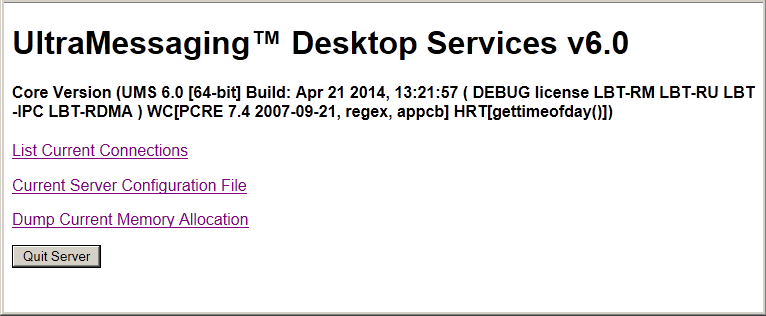 UltraMessaging™ Desktop Services v6.0
Core Version (UMS 6.0 [64-bit] Build: Apr 21 2014, 13:21:57 ( DEBUG license LBT-RM LBT-RU LBT
-IPC LBT-RDMA ) WC[PCRE 7.4 2007-09-21, regex, appcb] HRT[gettimeofday()])
List Current Connections
Current Server Configuration File
Dump Current Memory Allocation
Quit Server